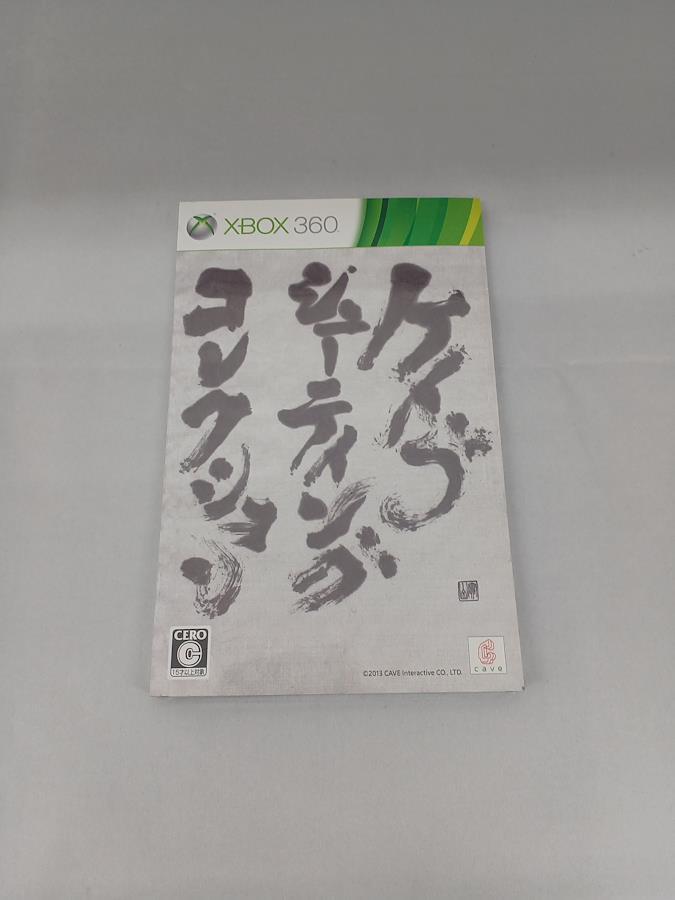 XBOX 360
ケイブ
シューティング
コレクション
CERO
C
15才以上対象
©2013 CAVE Interactive CO., LTD.
cave